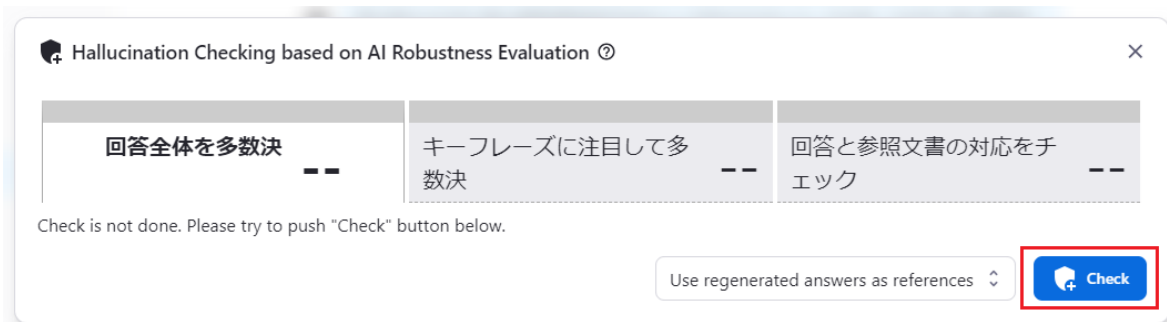 Hallucination Checking based on AI Robustness Evaluation
回答全体を多数決
--
キーフレーズに注目して多
数決
--
回答と参照文書の対応をチ
ェック
--
Check is not done. Please try to push "Check" button below.
Use regenerated answers as references
Check